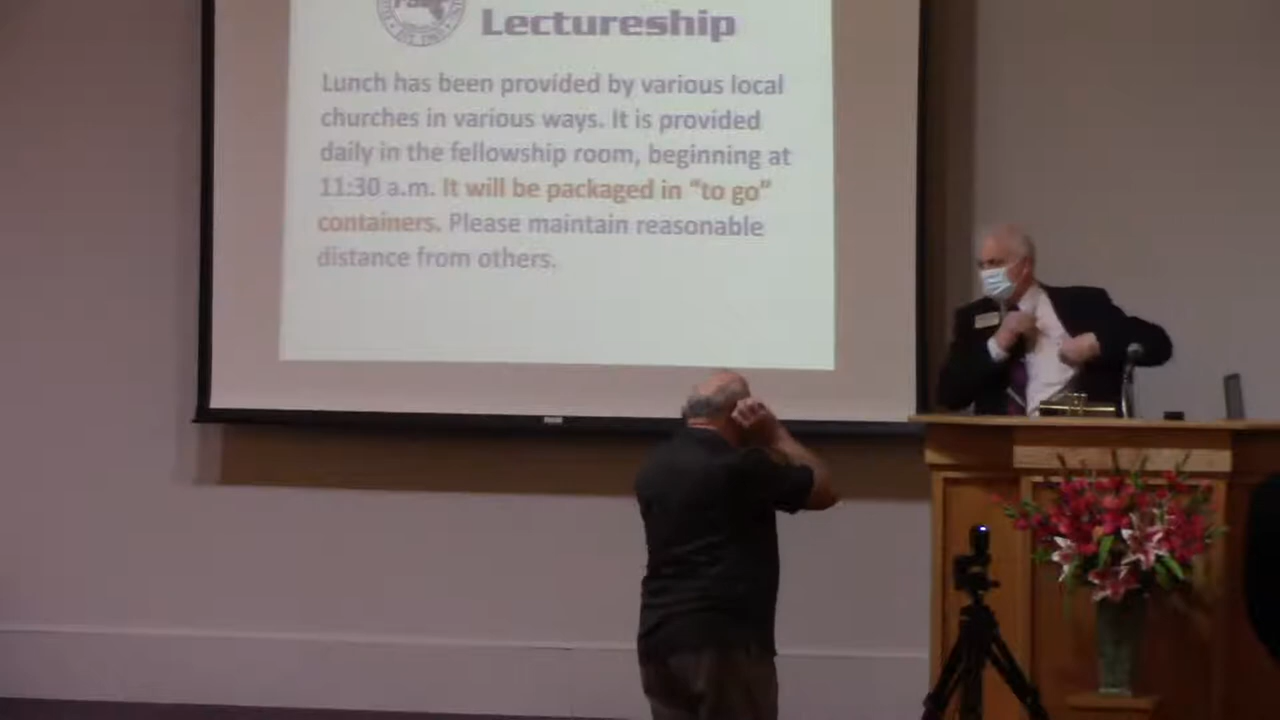 Lectureship
Lunch has been provided by various local
churches in various ways. It is provided
daily in the fellowship room, beginning at
11:30 a.m. It will be packaged in “to go”
containers. Please maintain reasonable
distance from others.